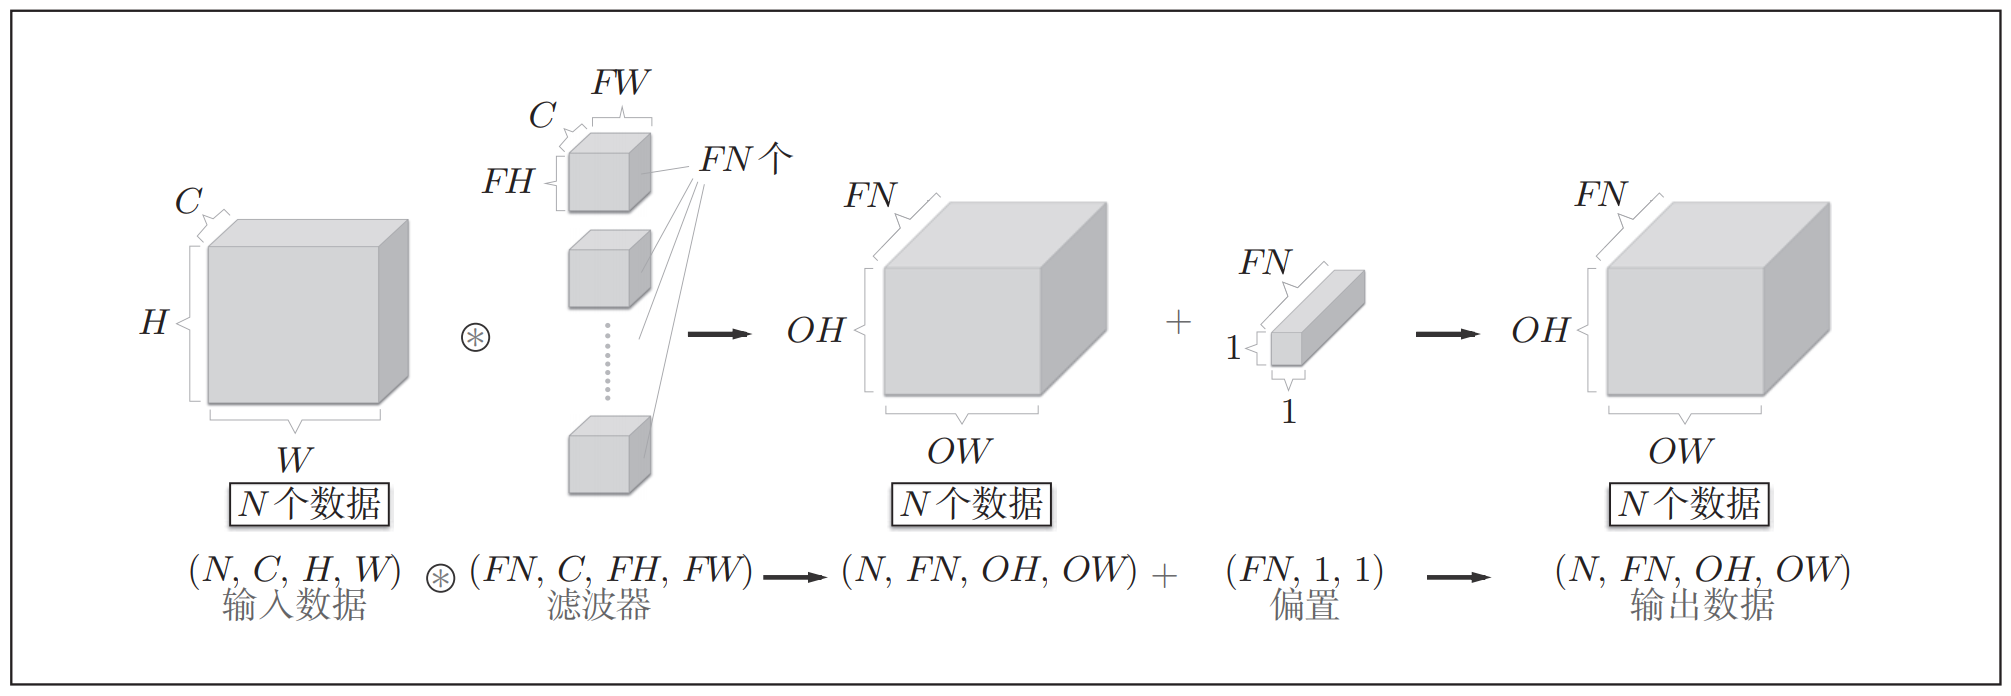 FW
C
FN 个
FH
C
H
W
N 个数据
⊛
FN
OH
OW
N 个数据
+
FN
1
1
FN
OH
OW
N 个数据
(N, C, H, W) ⊛ (FN, C, FH, FW) → (N, FN, OH, OW) + (FN, 1, 1) → (N, FN, OH, OW)
输入数据 滤波器 偏置 输出数据